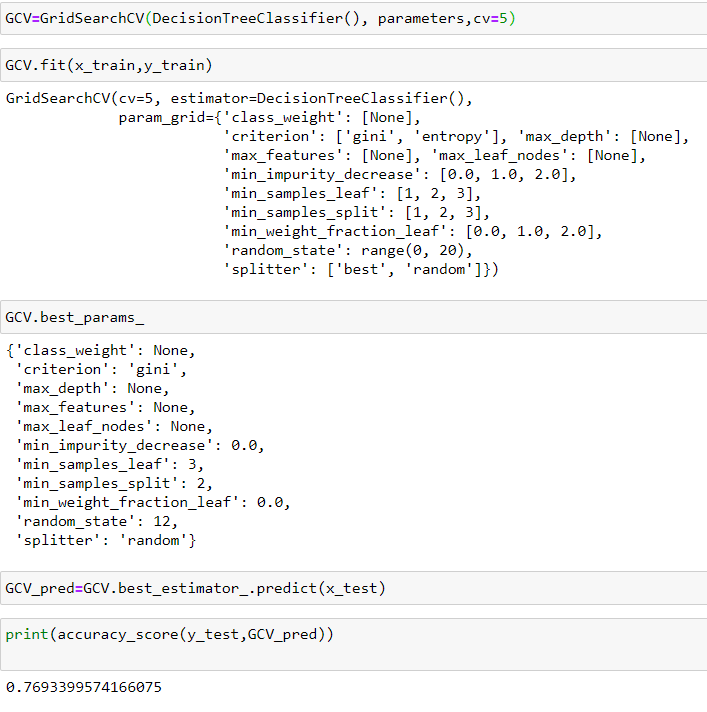 GCV=GridSearchCV(DecisionTreeClassifier(), parameters,cv=5)
GCV.fit(x_train,y_train)
GridSearchCV(cv=5, estimator=DecisionTreeClassifier(),
             param_grid={'class_weight': [None],
                         'criterion': ['gini', 'entropy'], 'max_depth': [None],
                         'max_features': [None], 'max_leaf_nodes': [None],
                         'min_impurity_decrease': [0.0, 1.0, 2.0],
                         'min_samples_leaf': [1, 2, 3],
                         'min_samples_split': [1, 2, 3],
                         'min_weight_fraction_leaf': [0.0, 1.0, 2.0],
                         'random_state': range(0, 20),
                         'splitter': ['best', 'random']})
GCV.best_params_
{'class_weight': None,
 'criterion': 'gini',
 'max_depth': None,
 'max_features': None,
 'max_leaf_nodes': None,
 'min_impurity_decrease': 0.0,
 'min_samples_leaf': 3,
 'min_samples_split': 2,
 'min_weight_fraction_leaf': 0.0,
 'random_state': 12,
 'splitter': 'random'}
GCV_pred=GCV.best_estimator_.predict(x_test)
print(accuracy_score(y_test,GCV_pred))
0.7693399574166075